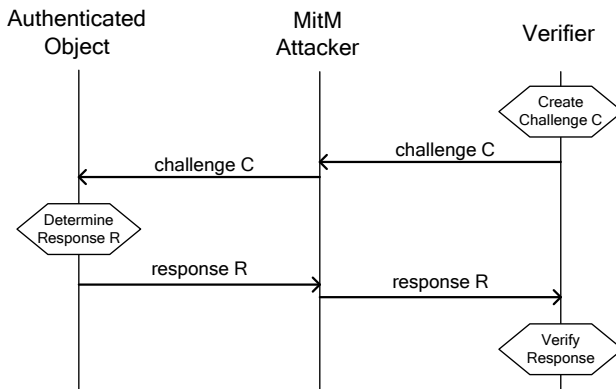 Authenticated
Object
MitM
Attacker
Verifier
Create
Challenge C
challenge C
challenge C
Determine
Response R
response R
response R
Verify
Response